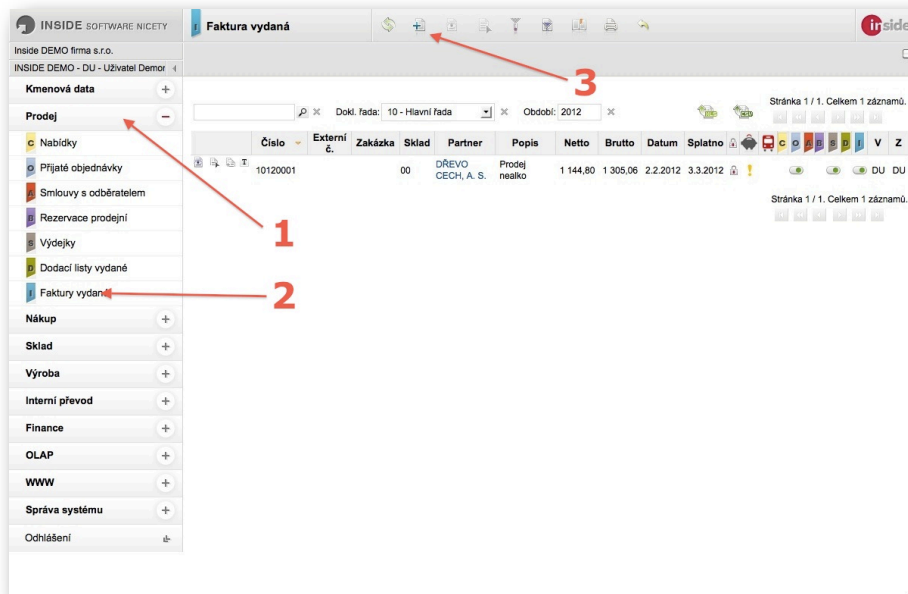 INSIDE SOFTWARE NICETY
Faktura vydaná
inside
Inside DEMO firma s.r.o.
INSIDE DEMO - DU - Uživatel Demor
Kmenová data
Prodej
Nabídky
Přijaté objednávky
Smlouvy s odběratelem
Rezervace prodejní
Výdejky
Dodací listy vydané
Faktury vydané
Nákup
Sklad
Výroba
Interní převod
Finance
OLAP
WWW
Správa systému
Odhlášení
1
2
3
Dokl. řada: 10 - Hlavní řada Období: 2012
Stránka 1 / 1. Celkem 1 záznamů.
Číslo Externí č. Zakázka Sklad Partner Popis Netto Brutto Datum Splatno C O A B S D I V Z
10120001 00 DŘEVO CECH, A. S. Prodej nealko 1 144,80 1 305,06 2.2.2012 3.3.2012 DU DU
Stránka 1 / 1. Celkem 1 záznamů.